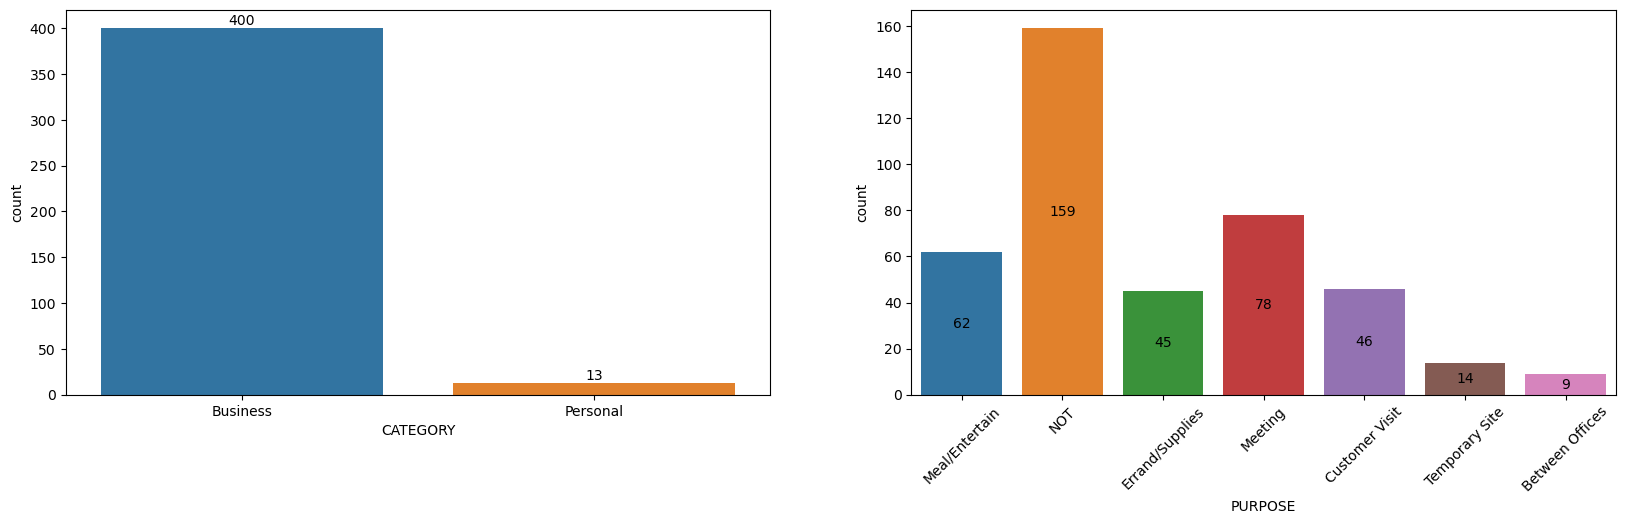 400
400
350
300
250
200
150
100
50
0
count
13
Business
Personal
CATEGORY
160
140
120
100
80
60
40
20
0
count
62
159
45
78
46
14
9
Meal/Entertain
NOT
Errand/Supplies
Meeting
Customer Visit
Temporary Site
Between Offices
PURPOSE